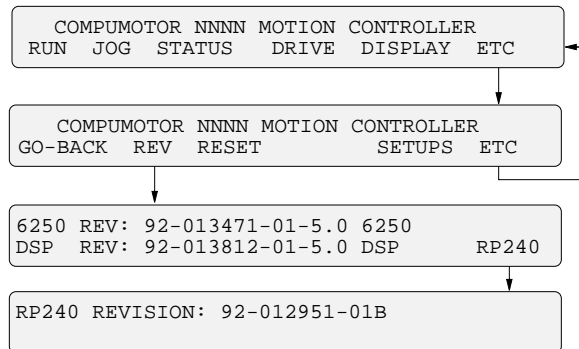 COMPUMOTOR NNNN MOTION CONTROLLER
RUN JOG STATUS DRIVE DISPLAY ETC
COMPUMOTOR NNNN MOTION CONTROLLER
GO-BACK REV RESET SETUPS ETC
6250 REV: 92-013471-01-5.0 6250
DSP REV: 92-013812-01-5.0 DSP RP240
RP240 REVISION: 92-012951-01B